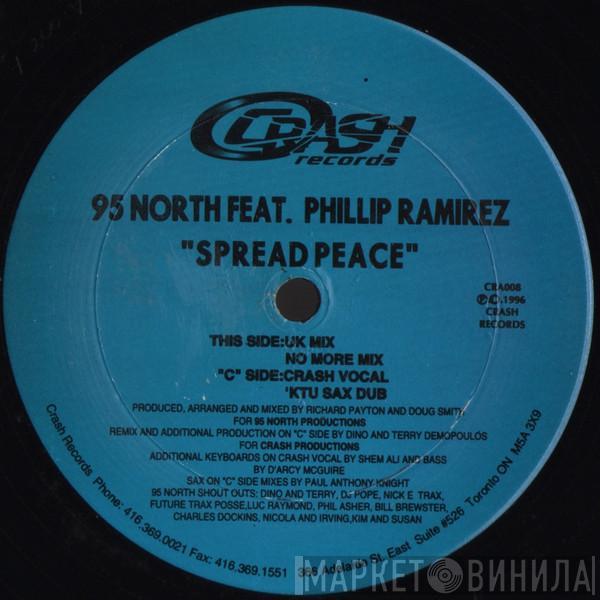 CRASH
records
95 NORTH FEAT. PHILLIP RAMIREZ
"SPREAD PEACE"
CRA008
℗©.1996
CRASH
RECORDS
THIS SIDE:UK MIX
NO MORE MIX
"C" SIDE:CRASH VOCAL
'KTU SAX DUB
PRODUCED, ARRANGED AND MIXED BY RICHARD PAYTON AND DOUG SMITH
FOR 95 NORTH PRODUCTIONS
REMIX AND ADDITIONAL PRODUCTION ON "C" SIDE BY DINO AND TERRY DEMOPOULOS
FOR CRASH PRODUCTIONS
ADDITIONAL KEYBOARDS ON CRASH VOCAL BY SHEM ALI AND BASS
BY D'ARCY MCGUIRE
SAX ON "C" SIDE MIXES BY PAUL ANTHONY KNIGHT
95 NORTH SHOUT OUTS: DINO AND TERRY, DJ POPE, NICK E TRAX,
FUTURE TRAX POSSE,LUC RAYMOND, PHIL ASHER, BILL BREWSTER,
CHARLES DOCKINS, NICOLA AND IRVING,KIM AND SUSAN
Crash Records Phone: 416.369.0021 Fax: 416.369.1551 366 Adelaide St. East Suite #526 Toronto ON M5A 3X9
МАРКЕТ ВИНИЛА